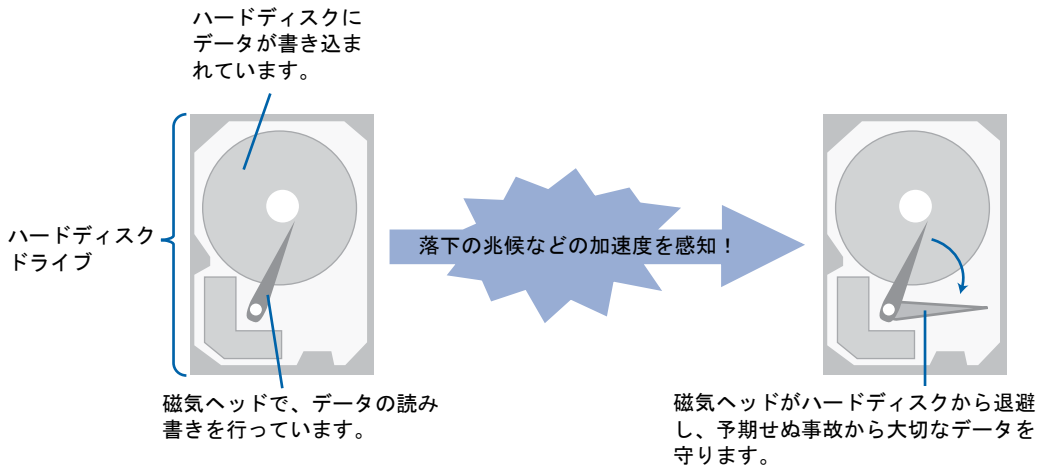 ハードディスクに
データが書き込ま
れています。
ハードディスク
ドライブ
落下の兆候などの加速度を感知！
磁気ヘッドで、データの読み
書きを行っています。
磁気ヘッドがハードディスクから退避
し、予期せぬ事故から大切なデータを
守ります。